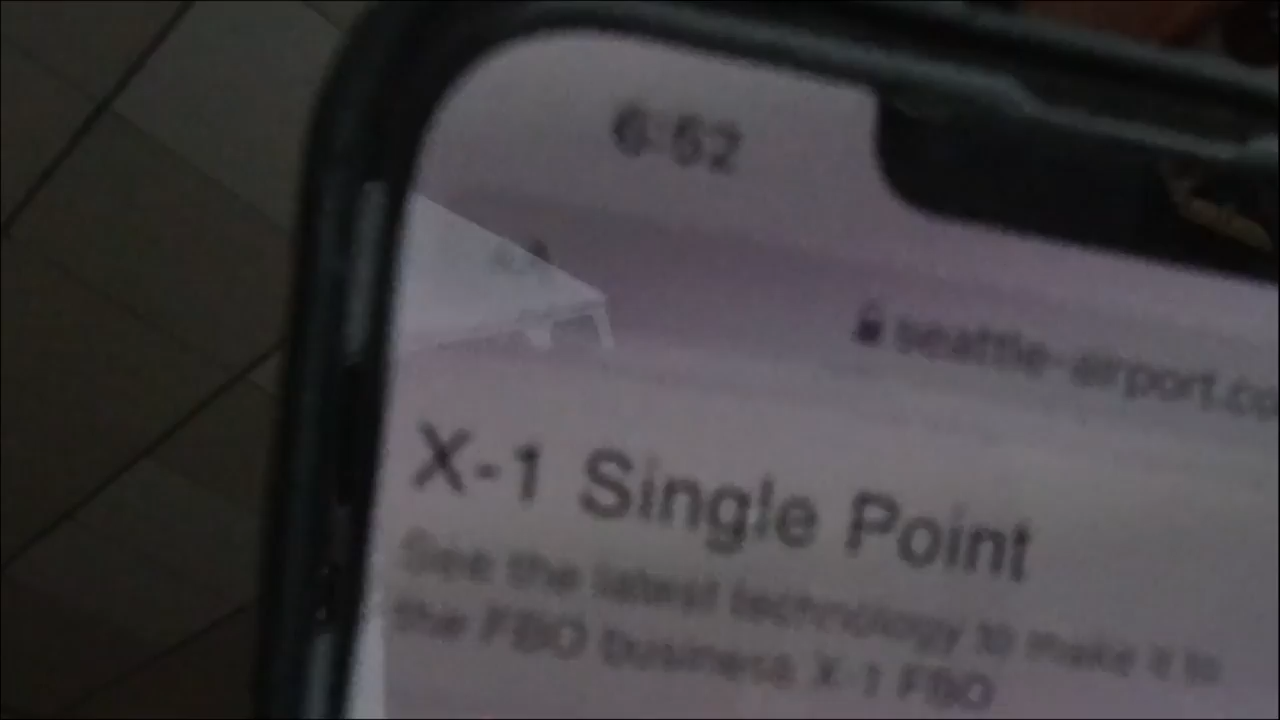 6:52
seattle-airport.co
X-1 Single Point
See the latest technology to make it to
the FBO business X-1 FBO